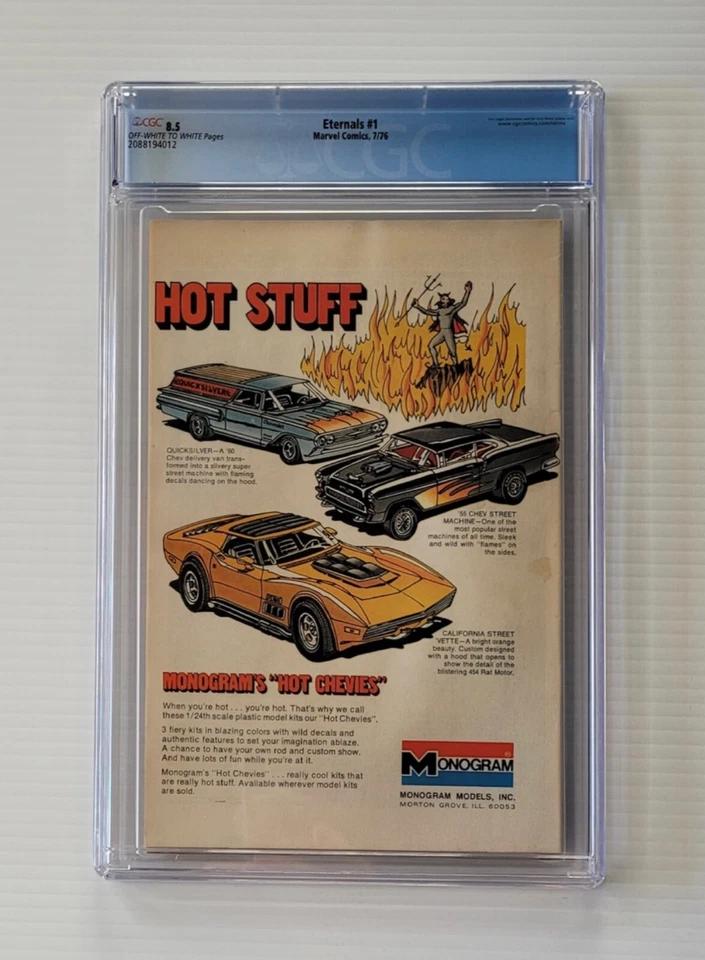 CGC 8.5
OFF-WHITE TO WHITE Pages
2088194012
Eternals #1
Marvel Comics, 7/76
CGC
HOT STUFF
QUICKSILVER
QUICKSILVER—A '60
Chev delivery van trans-
formed into a silvery super
street machine with flaming
decals dancing on the hood.
'55 CHEV STREET
MACHINE—One of the
most popular street
machines of all time. Sleek
and wild with "flames" on
the sides.
CALIFORNIA STREET
'VETTE—A bright orange
beauty. Custom designed
with a hood that opens to
show the detail of the
blistering 454 Rat Motor.
MONOGRAM'S "HOT CHEVIES"
When you're hot . . . you're hot. That's why we call
these 1/24th scale plastic model kits our "Hot Chevies".
3 fiery kits in blazing colors with wild decals and
authentic features to set your imagination ablaze.
A chance to have your own rod and custom show.
And have lots of fun while you're at it.
Monogram's "Hot Chevies" . . . really cool kits that
are really hot stuff. Available wherever model kits
are sold.
MONOGRAM ®
MONOGRAM MODELS, INC.
MORTON GROVE, ILL. 60053